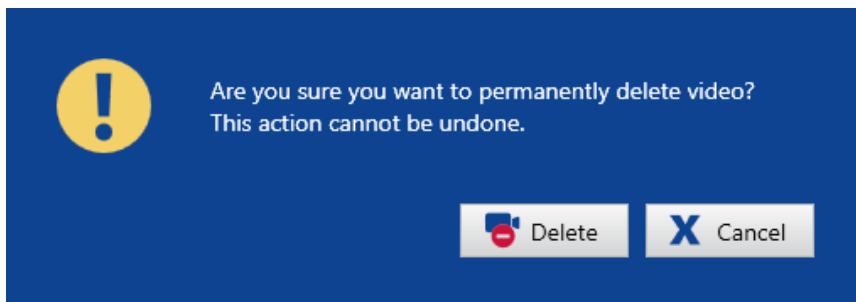 Are you sure you want to permanently delete video?
This action cannot be undone.
Delete
Cancel